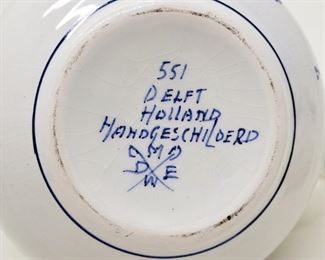 551
DELFT
HOLLAND
HANDGESCHILDERD
D E
W